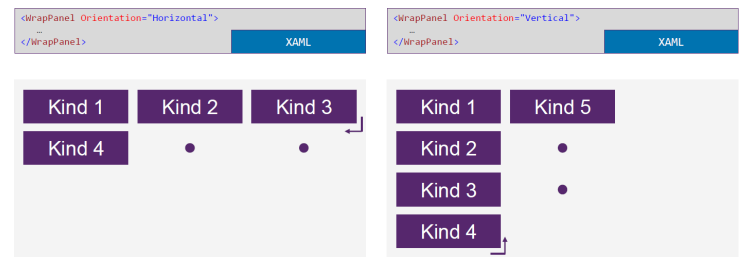 <WrapPanel Orientation="Horizontal">
…
</WrapPanel>
XAML
Kind 1 Kind 2 Kind 3
Kind 4
<WrapPanel Orientation="Vertical">
…
</WrapPanel>
XAML
Kind 1 Kind 5
Kind 2
Kind 3
Kind 4